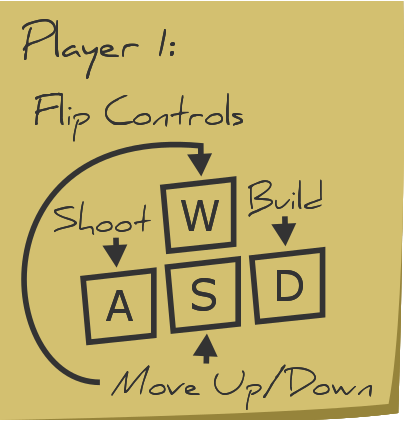 Player 1:
Flip Controls
Shoot
W
Build
A
S
D
Move Up/Down